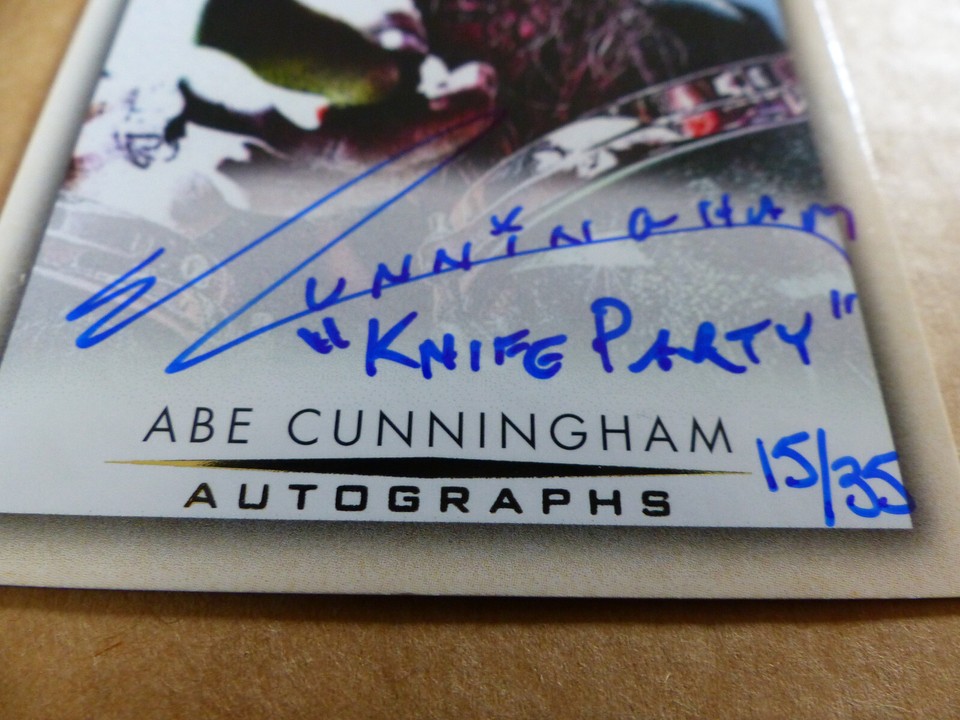 CUNNINGHAM
"KNIFE PARTY"
ABE CUNNINGHAM
15/35
AUTOGRAPHS